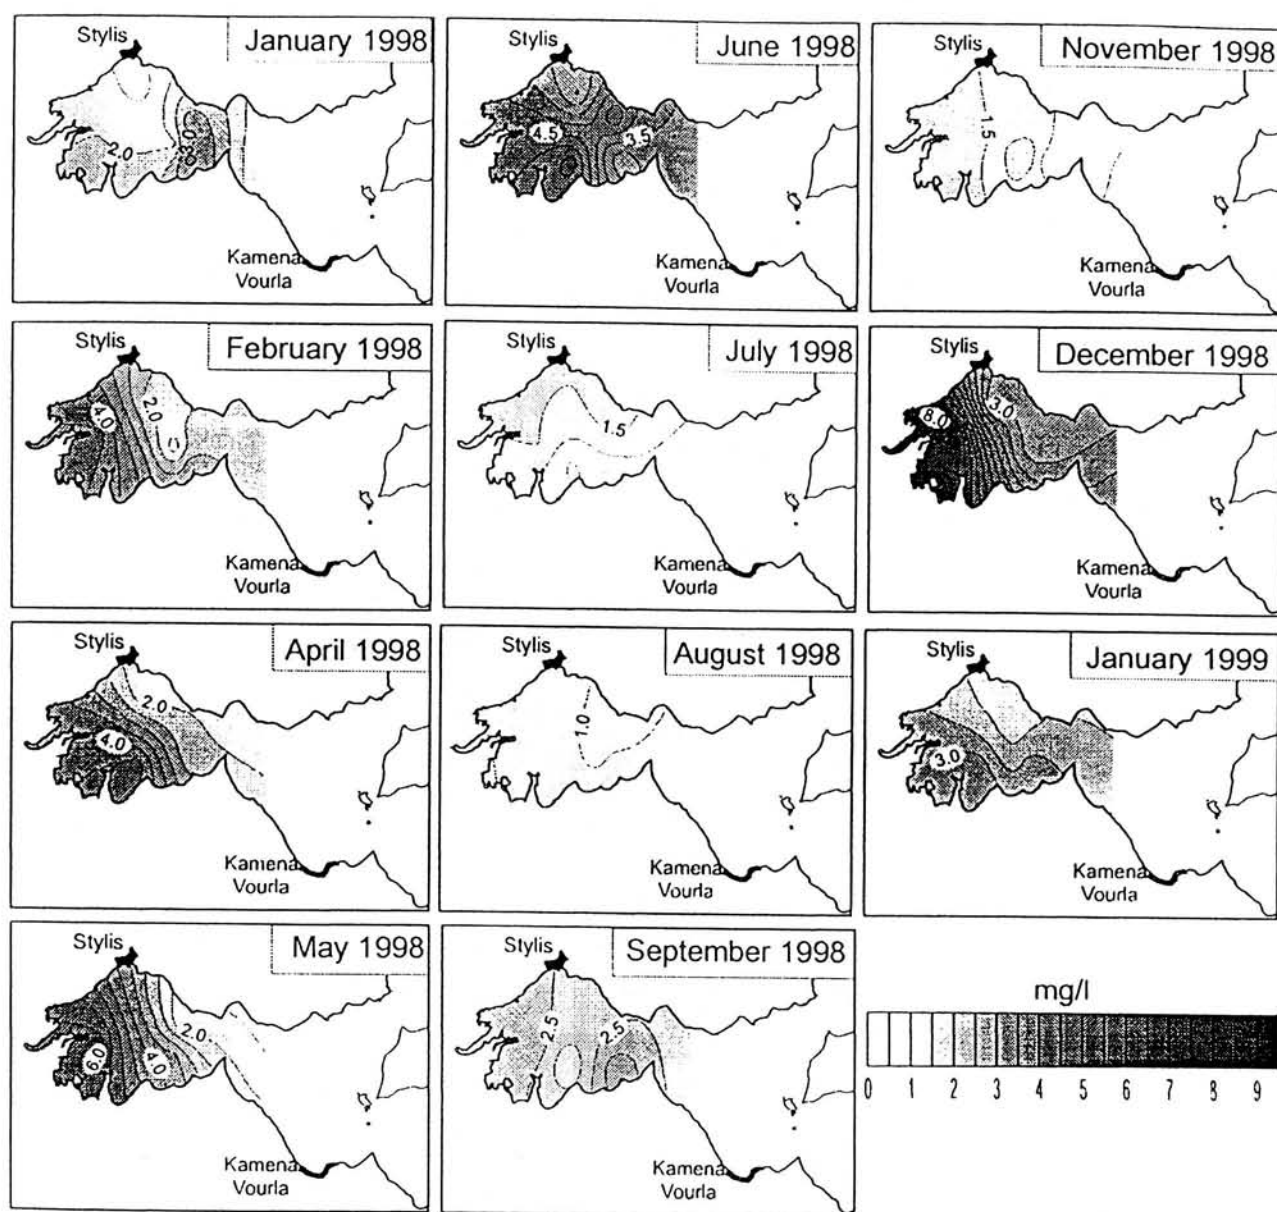 Stylis
January 1998
2.0
3.0
Kamena
Vourla
Stylis
June 1998
4.5
3.5
Kamena
Vourla
Stylis
November 1998
1.5
Kamena
Vourla
Stylis
February 1998
4.0
2.0
Kamena
Vourla
Stylis
July 1998
1.5
Kamena
Vourla
Stylis
December 1998
8.0
3.0
Kamena
Vourla
Stylis
April 1998
2.0
4.0
Kamena
Vourla
Stylis
August 1998
1.0
Kamena
Vourla
Stylis
January 1999
3.0
Kamena
Vourla
Stylis
May 1998
2.0
6.0
4.0
Kamena
Vourla
Stylis
September 1998
2.5
2.5
Kamena
Vourla
mg/l
0 1 2 3 4 5 6 7 8 9